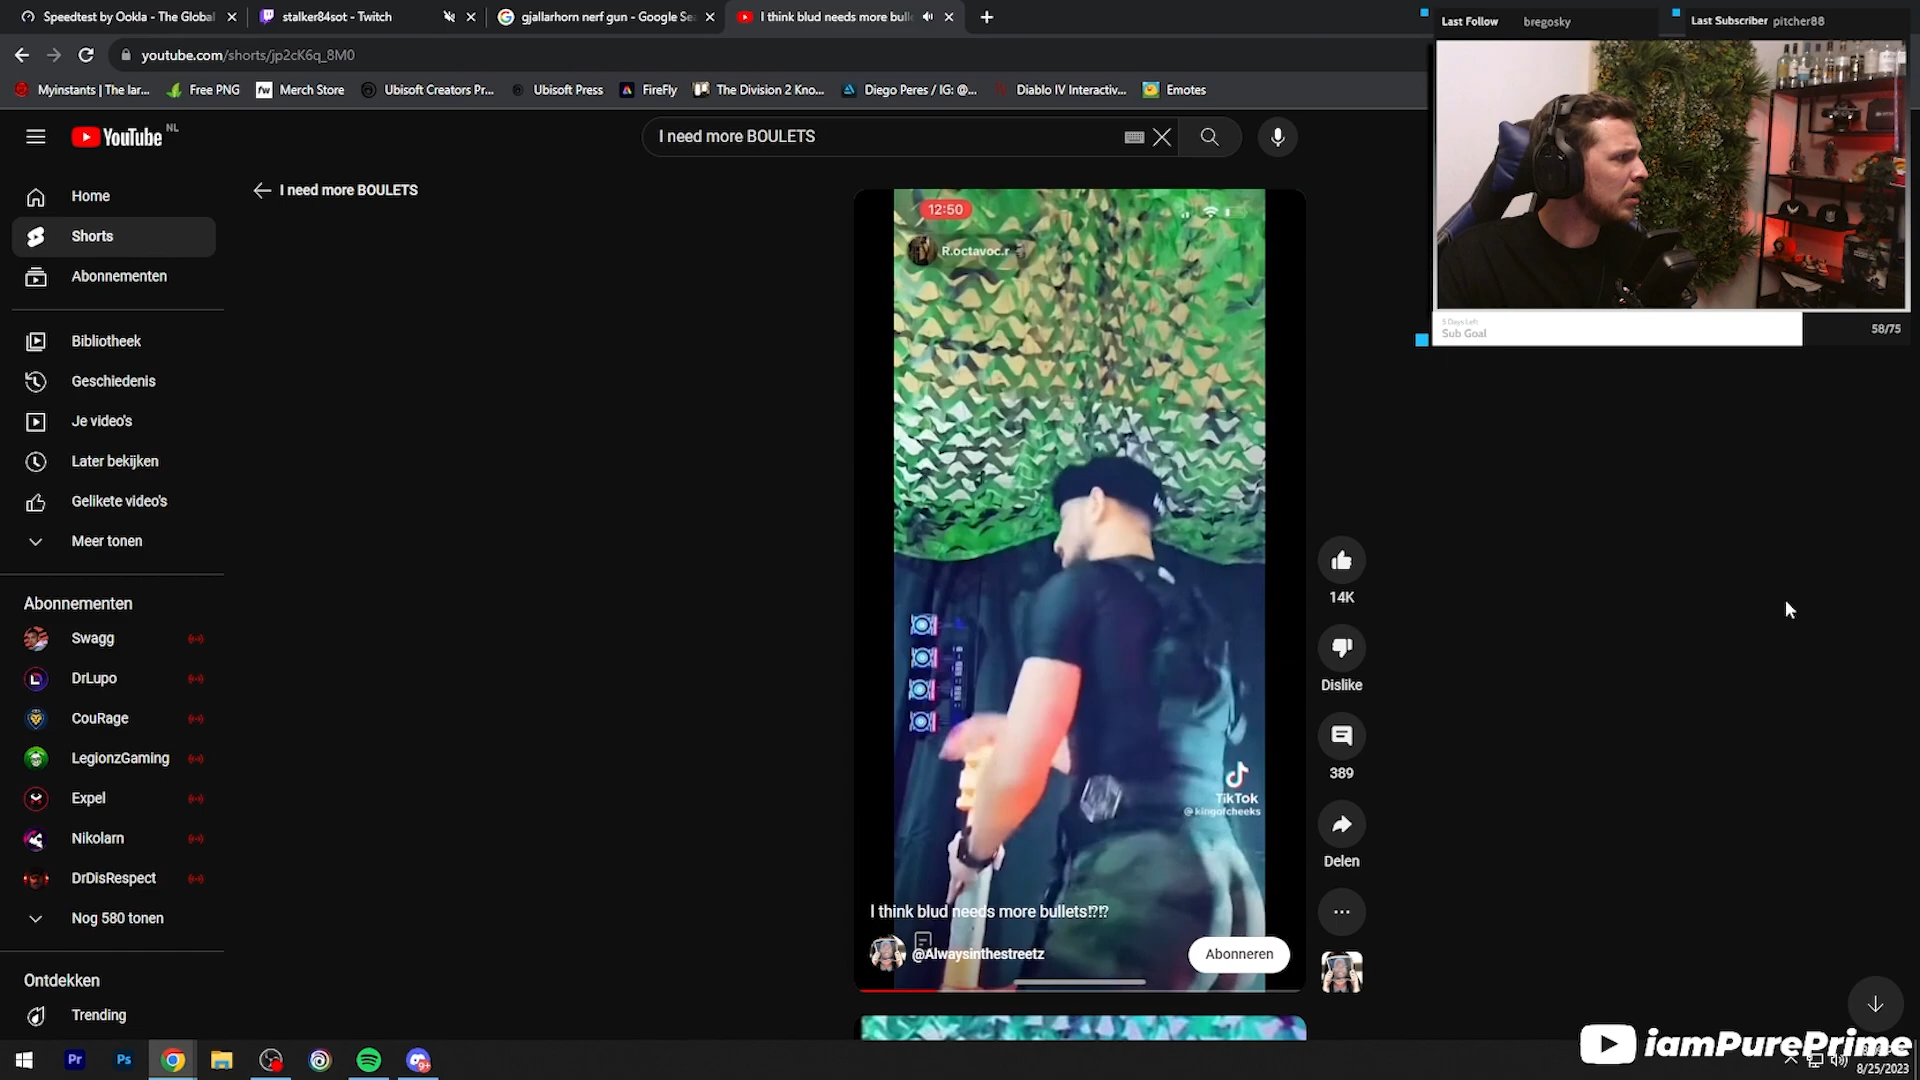 Speedtest by Ookla - The Global
stalker84sot - Twitch
gjallarhorn nerf gun - Google Se
I think blud needs more bull
youtube.com/shorts/jp2cK6q_8M0
Myinstants | The lar...
Free PNG
Merch Store
Ubisoft Creators Pr...
Ubisoft Press
FireFly
The Division 2 Kno...
Diego Peres / IG: @...
Diablo IV Interactiv...
Emotes
Last Follow bregosky
Last Subscriber pitcher88
YouTube NL
I need more BOULETS
I need more BOULETS
Home
Shorts
Abonnementen
Bibliotheek
Geschiedenis
Je video's
Later bekijken
Gelikete video's
Meer tonen
Abonnementen
Swagg
DrLupo
CouRage
LegionzGaming
Expel
Nikolarn
DrDisRespect
Nog 580 tonen
Ontdekken
Trending
12:50
R.octavoc.r
TikTok
@kingofcheeks
I think blud needs more bullets!?!?
@Alwaysinthestreetz
Abonneren
14K
Dislike
389
Delen
5 Days Left
Sub Goal
58/75
iamPurePrime
8/25/2023